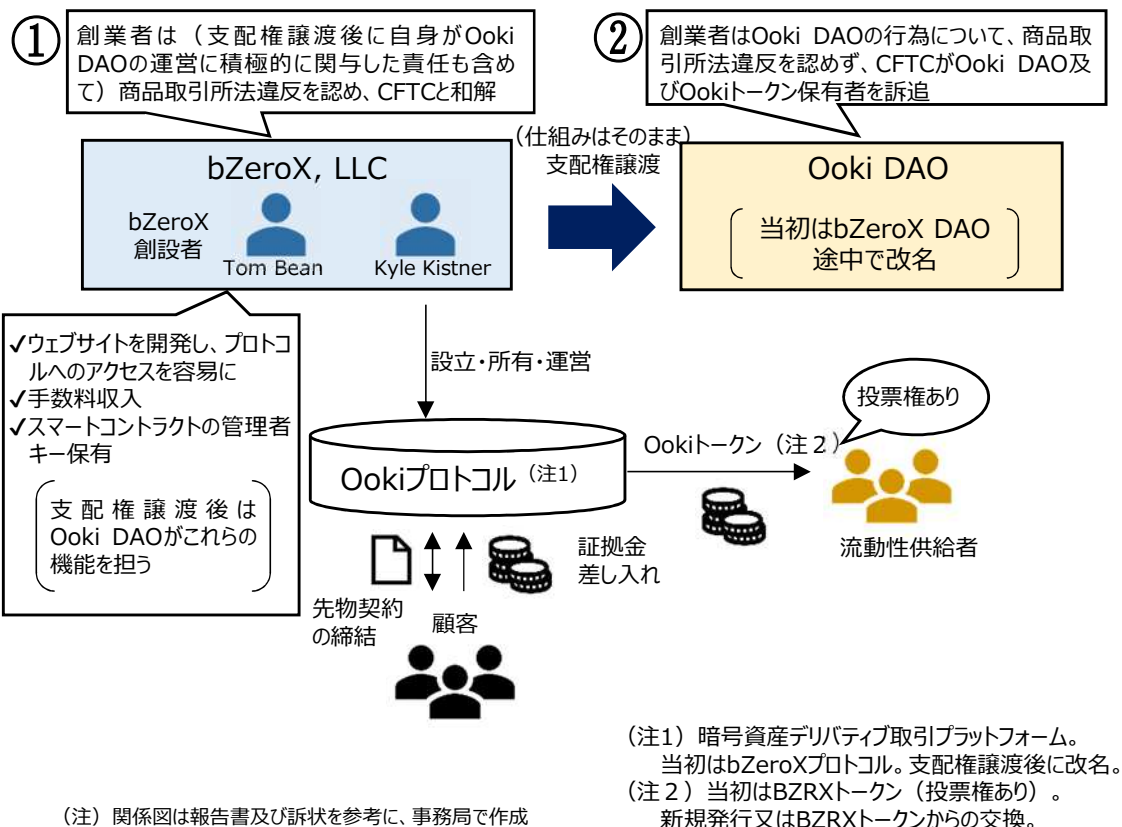 ①
創業者は（支配権譲渡後に自身がOoki
DAOの運営に積極的に関与した責任も含め
て）商品取引所法違反を認め、CFTCと和解
②
創業者はOoki DAOの行為について、商品取
引所法違反を認めず、CFTCがOoki DAO及
びOokiトークン保有者を訴追
bZeroX, LLC
bZeroX
創設者
Tom Bean
Kyle Kistner
（仕組みはそのまま）
支配権譲渡
Ooki DAO
当初はbZeroX DAO
途中で改名
✓ウェブサイトを開発し、プロトコ
ルへのアクセスを容易に
✓手数料収入
✓スマートコントラクトの管理者
キー保有
支配権譲渡後は
Ooki DAOがこれらの
機能を担う
設立・所有・運営
Ookiプロトコル（注1）
Ookiトークン（注２）
投票権あり
流動性供給者
証拠金
差し入れ
先物契約
の締結
顧客
（注1）暗号資産デリバティブ取引プラットフォーム。
当初はbZeroXプロトコル。支配権譲渡後に改名。
（注２）当初はBZRXトークン（投票権あり）。
新規発行又はBZRXトークンからの交換。
（注）関係図は報告書及び訴状を参考に、事務局で作成